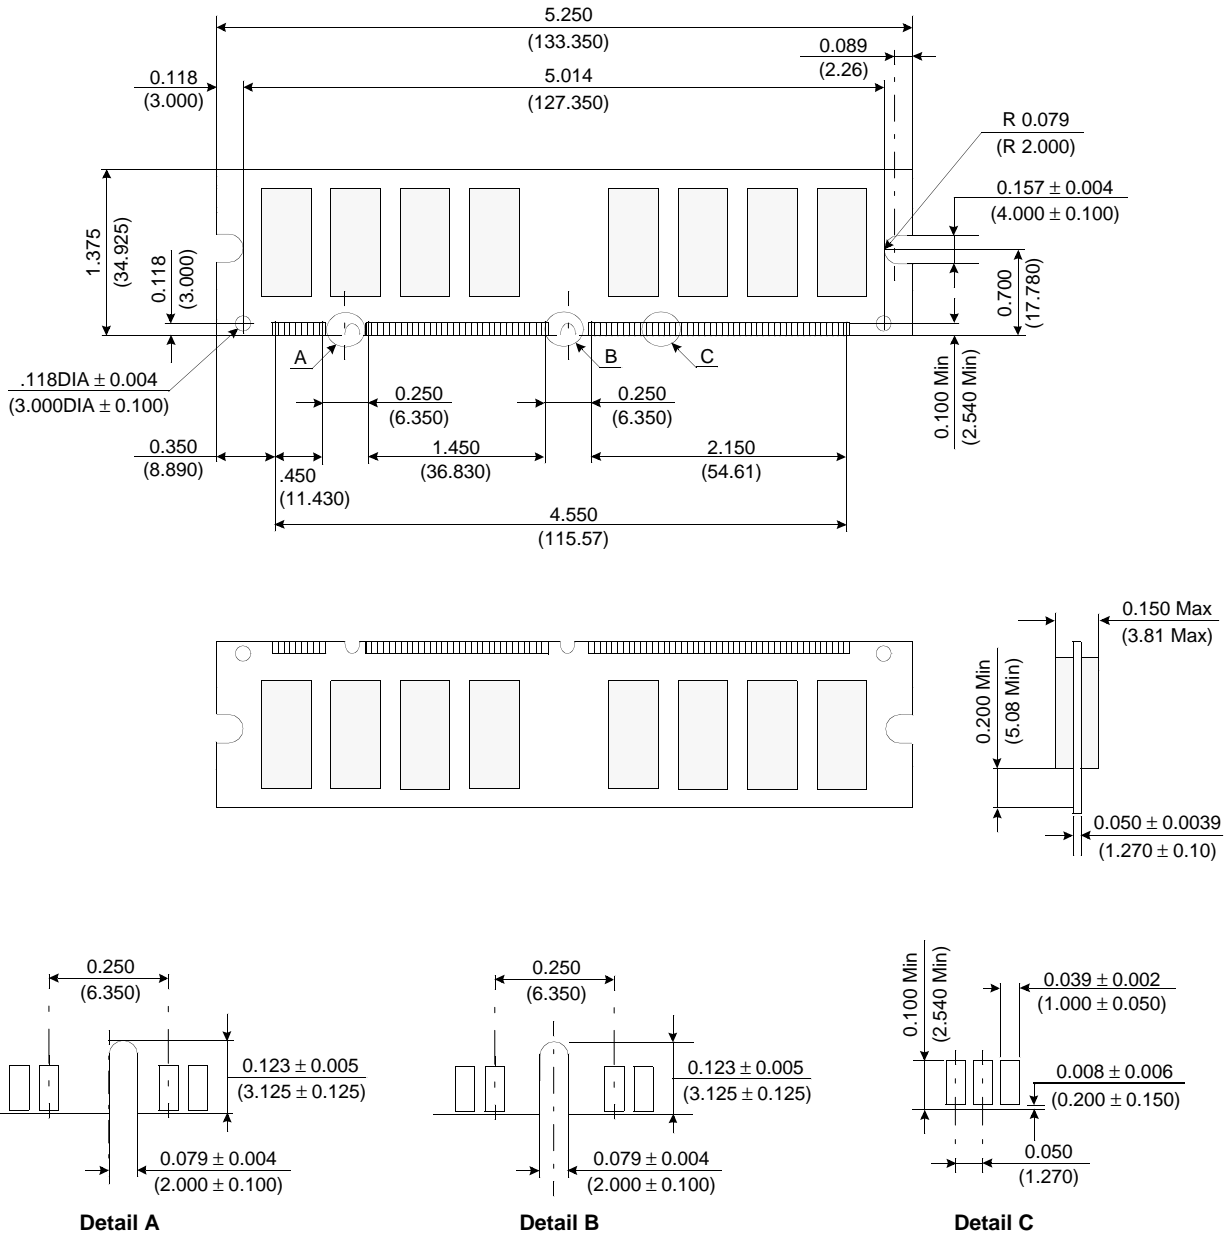 5.250
(133.350)
0.089
(2.26)
0.118
(3.000)
5.014
(127.350)
R 0.079
(R 2.000)
0.157 ± 0.004
(4.000 ± 0.100)
1.375
(34.925)
0.118
(3.000)
0.700
(17.780)
A
B
C
.118DIA ± 0.004
(3.000DIA ± 0.100)
0.250
(6.350)
0.250
(6.350)
0.100 Min
(2.540 Min)
0.350
(8.890)
.450
(11.430)
1.450
(36.830)
2.150
(54.61)
4.550
(115.57)
0.150 Max
(3.81 Max)
0.200 Min
(5.08 Min)
0.050 ± 0.0039
(1.270 ± 0.10)
0.250
(6.350)
0.123 ± 0.005
(3.125 ± 0.125)
0.079 ± 0.004
(2.000 ± 0.100)
Detail A
0.250
(6.350)
0.123 ± 0.005
(3.125 ± 0.125)
0.079 ± 0.004
(2.000 ± 0.100)
Detail B
0.100 Min
(2.540 Min)
0.039 ± 0.002
(1.000 ± 0.050)
0.008 ± 0.006
(0.200 ± 0.150)
0.050
(1.270)
Detail C